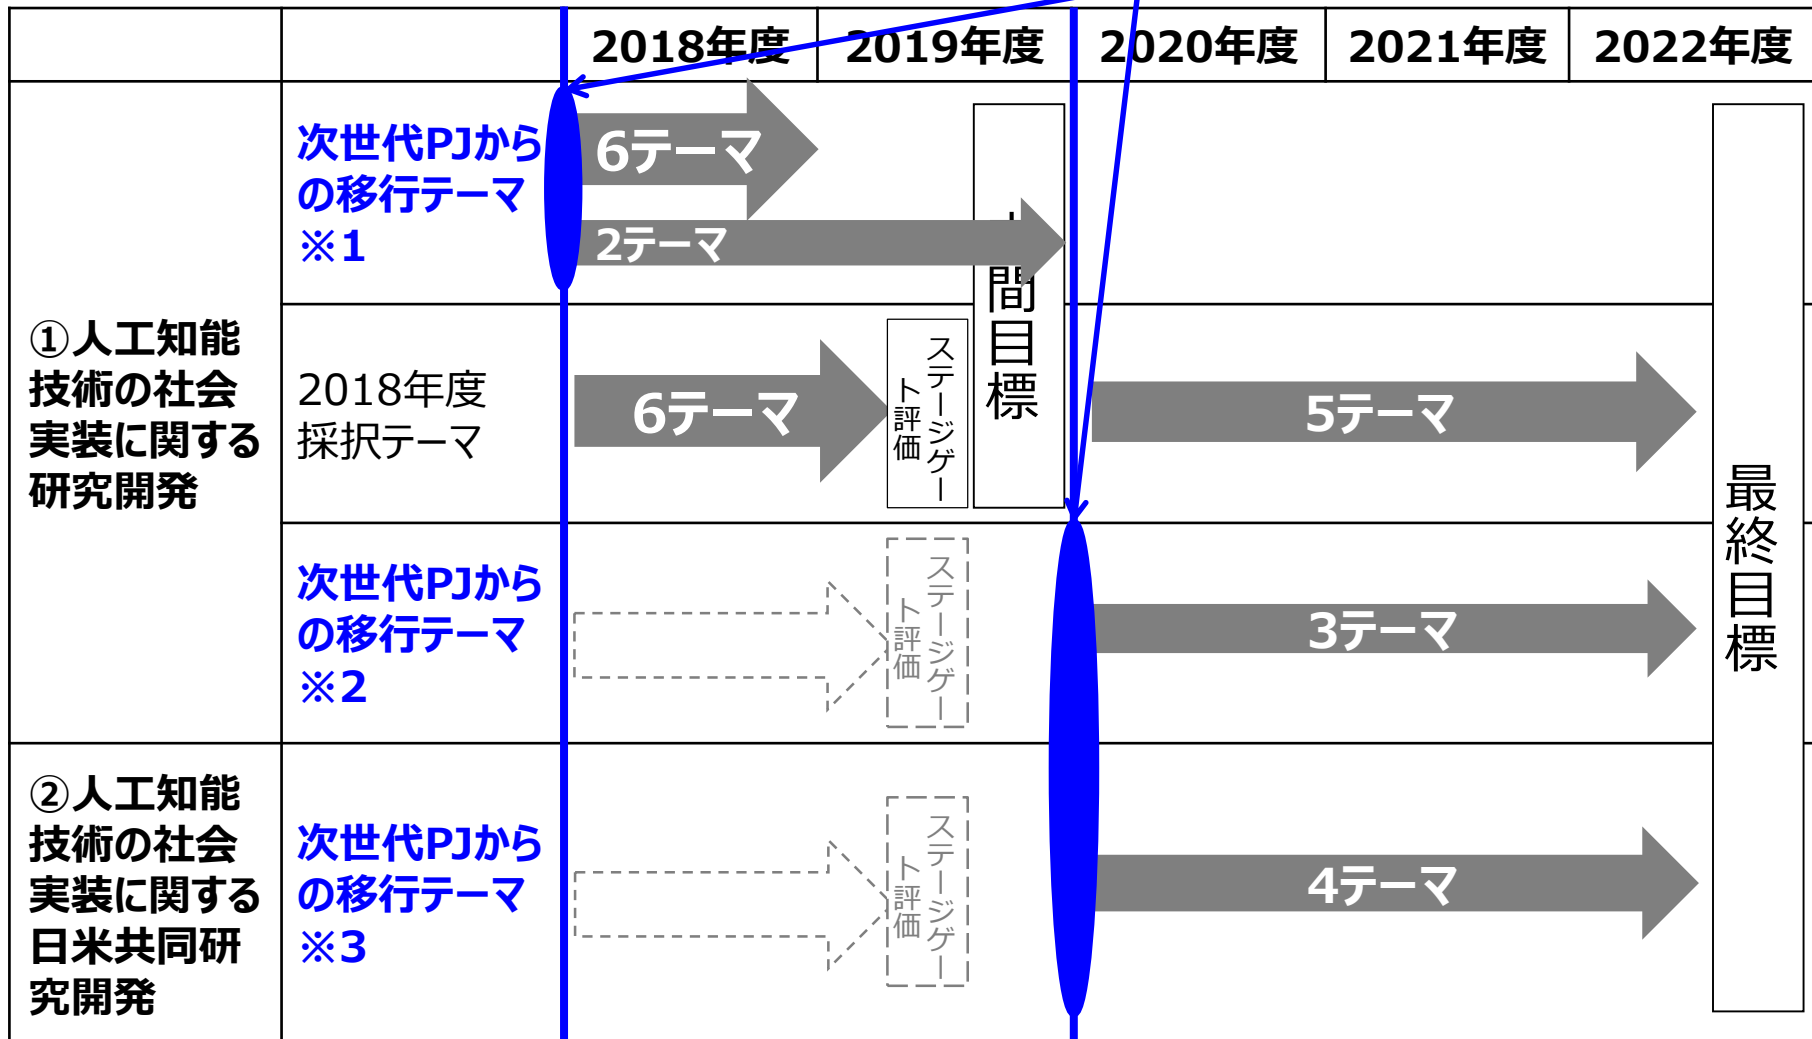 2018年度
2019年度
2020年度
2021年度
2022年度
①人工知能
技術の社会
実装に関する
研究開発
次世代PJから
の移行テーマ
※1
6テーマ
2テーマ
間目標
2018年度
採択テーマ
6テーマ
ステージゲー
ト評価
5テーマ
最終目標
次世代PJから
の移行テーマ
※2
ステージゲー
ト評価
3テーマ
②人工知能
技術の社会
実装に関する
日米共同研
究開発
次世代PJから
の移行テーマ
※3
ステージゲー
ト評価
4テーマ